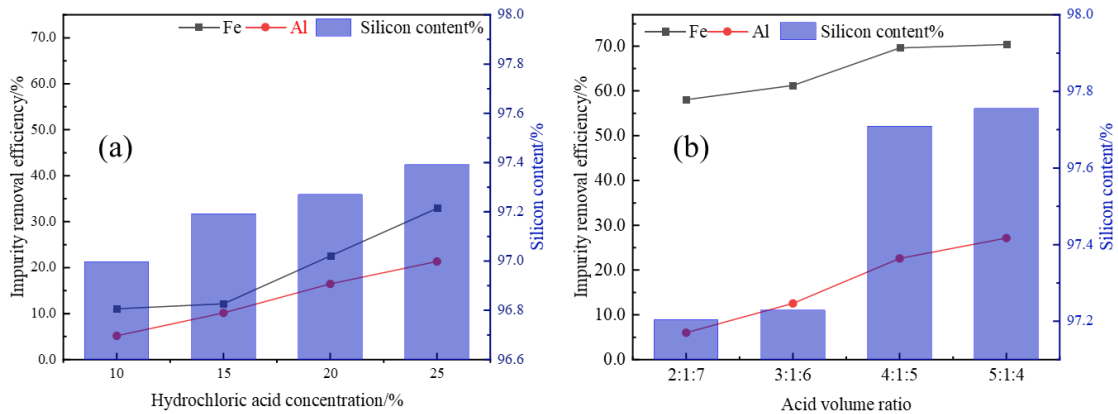 Fe Al Silicon content%
70.0
60.0
50.0
40.0
30.0
20.0
10.0
0.0
Impurity removal efficiency/%
(a)
98.0
97.8
97.6
97.4
97.2
97.0
96.8
96.6
Silicon content/%
10 15 20 25
Hydrochloric acid concentration/%
Fe Al Silicon content%
70.0
60.0
50.0
40.0
30.0
20.0
10.0
0.0
Impurity removal efficiency/%
(b)
98.0
97.8
97.6
97.4
97.2
Silicon content/%
2:1:7 3:1:6 4:1:5 5:1:4
Acid volume ratio